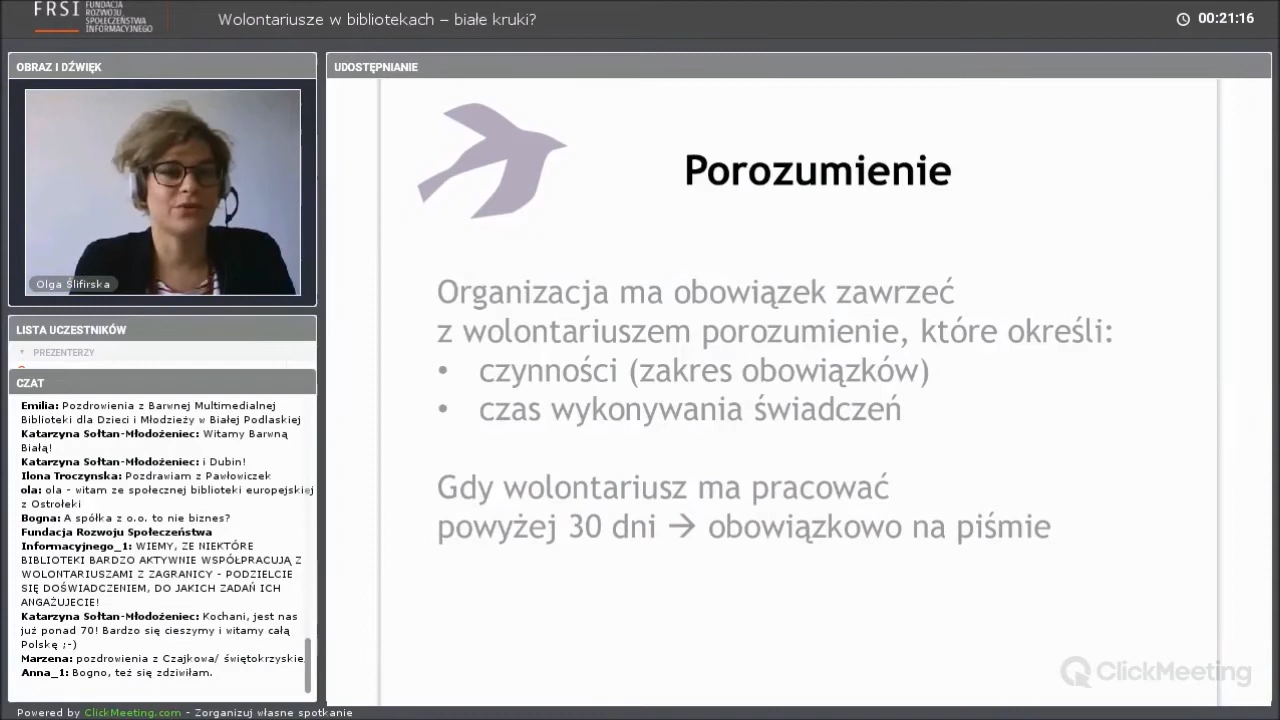 FRSI
FUNDACJA
ROZWOJU
SPOŁECZEŃSTWA
INFORMACYJNEGO
Wolontariusze w bibliotekach – białe kruki?
00:21:16
OBRAZ I DŹWIĘK
Olga Ślifirska
LISTA UCZESTNIKÓW
PREZENTERZY
CZAT
Emilia: Pozdrowienia z Barwnej Multimedialnej
Biblioteki dla Dzieci i Młodzieży w Białej Podlaskiej
Katarzyna Sołtan-Młodożeniec: Witamy Barwną
Białą!
Katarzyna Sołtan-Młodożeniec: i Dubin!
Ilona Troczynska: Pozdrawiam z Pawłowiczek
ola: ola - witam ze społecznej biblioteki europejskiej
z Ostrołeki
Bogna: A spółka z o.o. to nie biznes?
Fundacja Rozwoju Społeczeństwa
Informacyjnego_1: WIEMY, ZE NIEKTÓRE
BIBLIOTEKI BARDZO AKTYWNIE WSPÓŁPRACUJĄ Z
WOLONTARIUSZAMI Z ZAGRANICY - PODZIELCIE
SIĘ DOŚWIADCZENIEM, DO JAKICH ZADAŃ ICH
ANGAŻUJECIE!
Katarzyna Sołtan-Młodożeniec: Kochani, jest nas
już ponad 70! Bardzo się cieszymy i witamy całą
Polskę ;-)
Marzena: pozdrowienia z Czajkowa/ świętokrzyskie
Anna_1: Bogno, też się zdziwiłam.
UDOSTĘPNIANIE
Porozumienie
Organizacja ma obowiązek zawrzeć
z wolontariuszem porozumienie, które określi:
• czynności (zakres obowiązków)
• czas wykonywania świadczeń
Gdy wolontariusz ma pracować
powyżej 30 dni → obowiązkowo na piśmie
ClickMeeting
Powered by ClickMeeting.com - Zorganizuj własne spotkanie